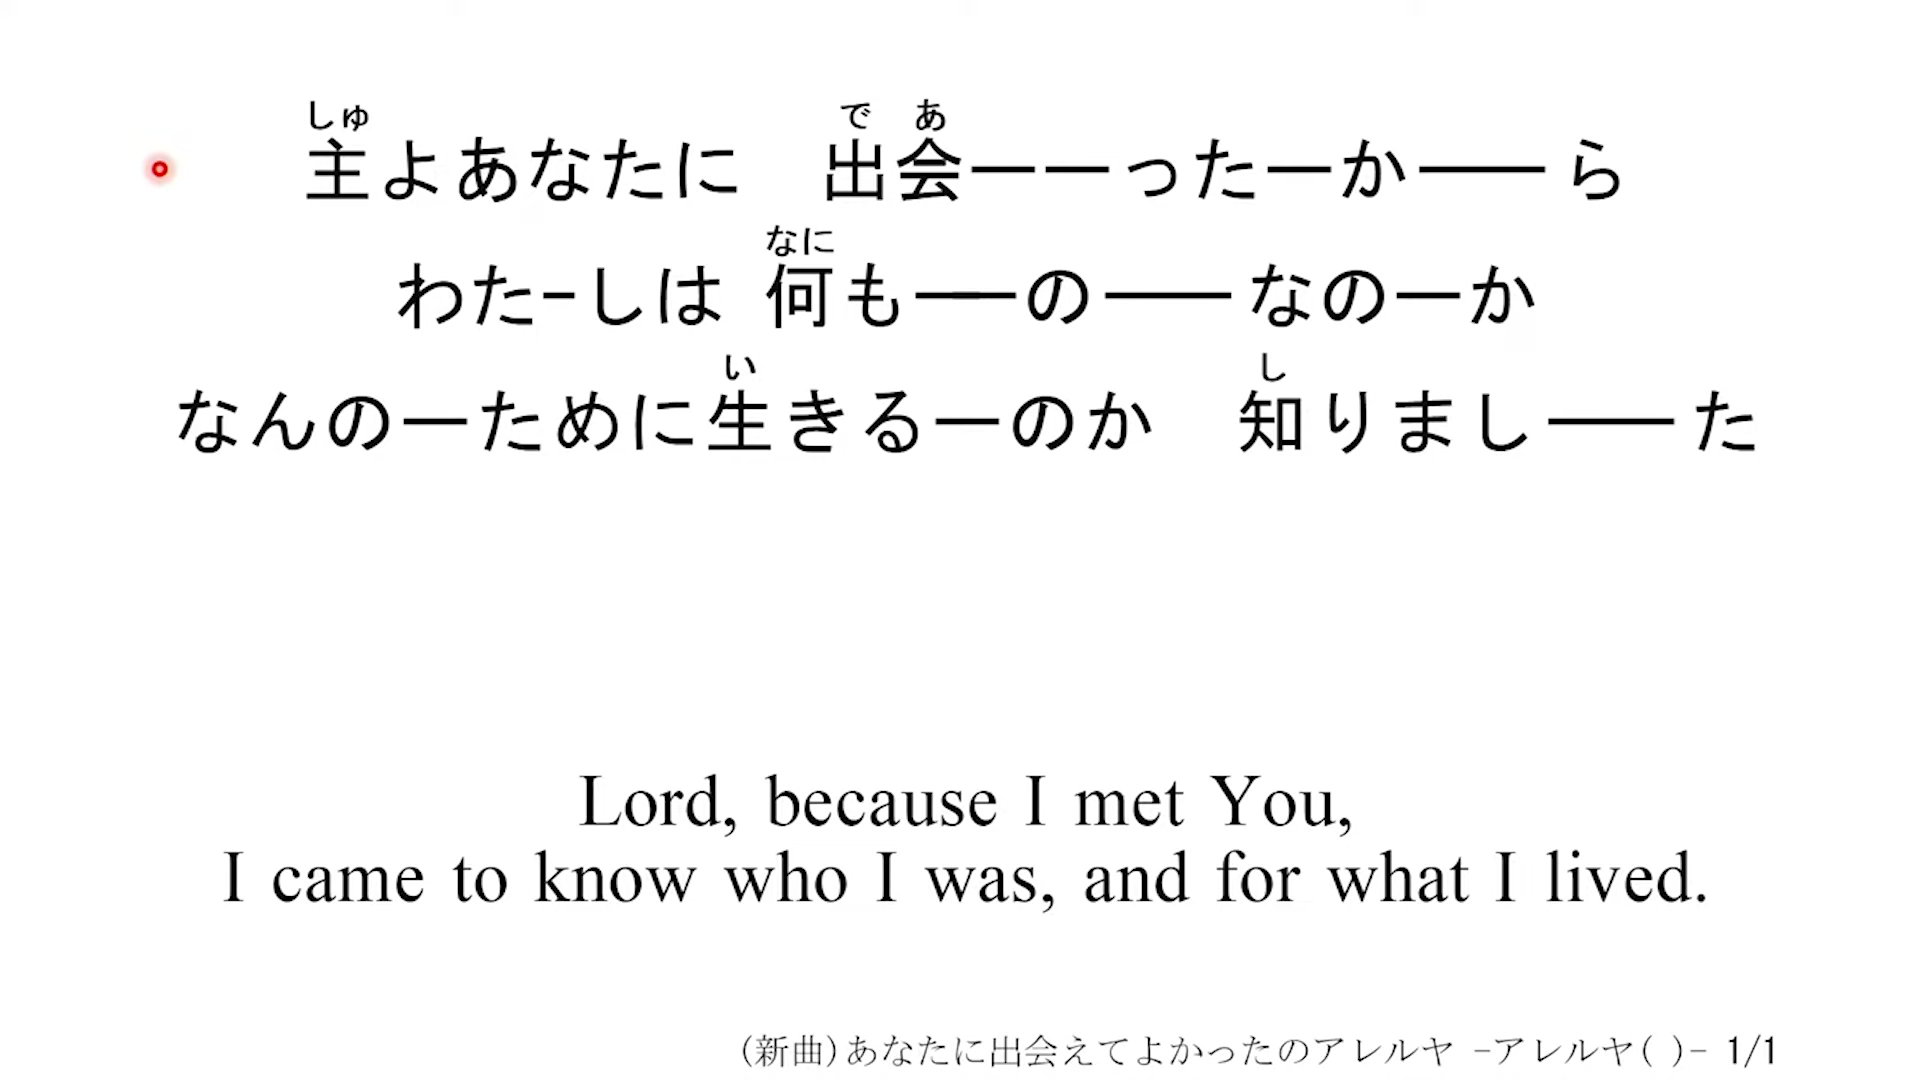 しゅ で あ
主よあなたに 出会ーーったーかーーら
なに
わた-しは 何もーーのーーなのーか
い し
なんのーために生きるーのか 知りましーーた
Lord, because I met You,
I came to know who I was, and for what I lived.
(新曲)あなたに出会えてよかったのアレルヤ -アレルヤ( )- 1/1